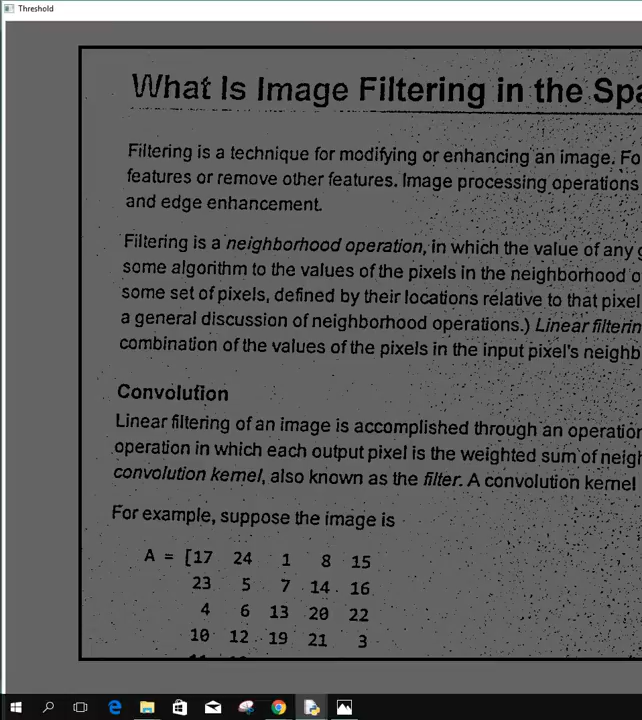 Threshold
What Is Image Filtering in the Spa
Filtering is a technique for modifying or enhancing an image. Fo
features or remove other features. Image processing operations
and edge enhancement.
Filtering is a neighborhood operation, in which the value of any g
some algorithm to the values of the pixels in the neighborhood o
some set of pixels, defined by their locations relative to that pixel
a general discussion of neighborhood operations.) Linear filterin
combination of the values of the pixels in the input pixel's neighb
Convolution
Linear filtering of an image is accomplished through an operation
operation in which each output pixel is the weighted sum of neigh
convolution kernel, also known as the filter. A convolution kernel
For example, suppose the image is
A = [17 24 1 8 15
23 5 7 14 16
4 6 13 20 22
10 12 19 21 3